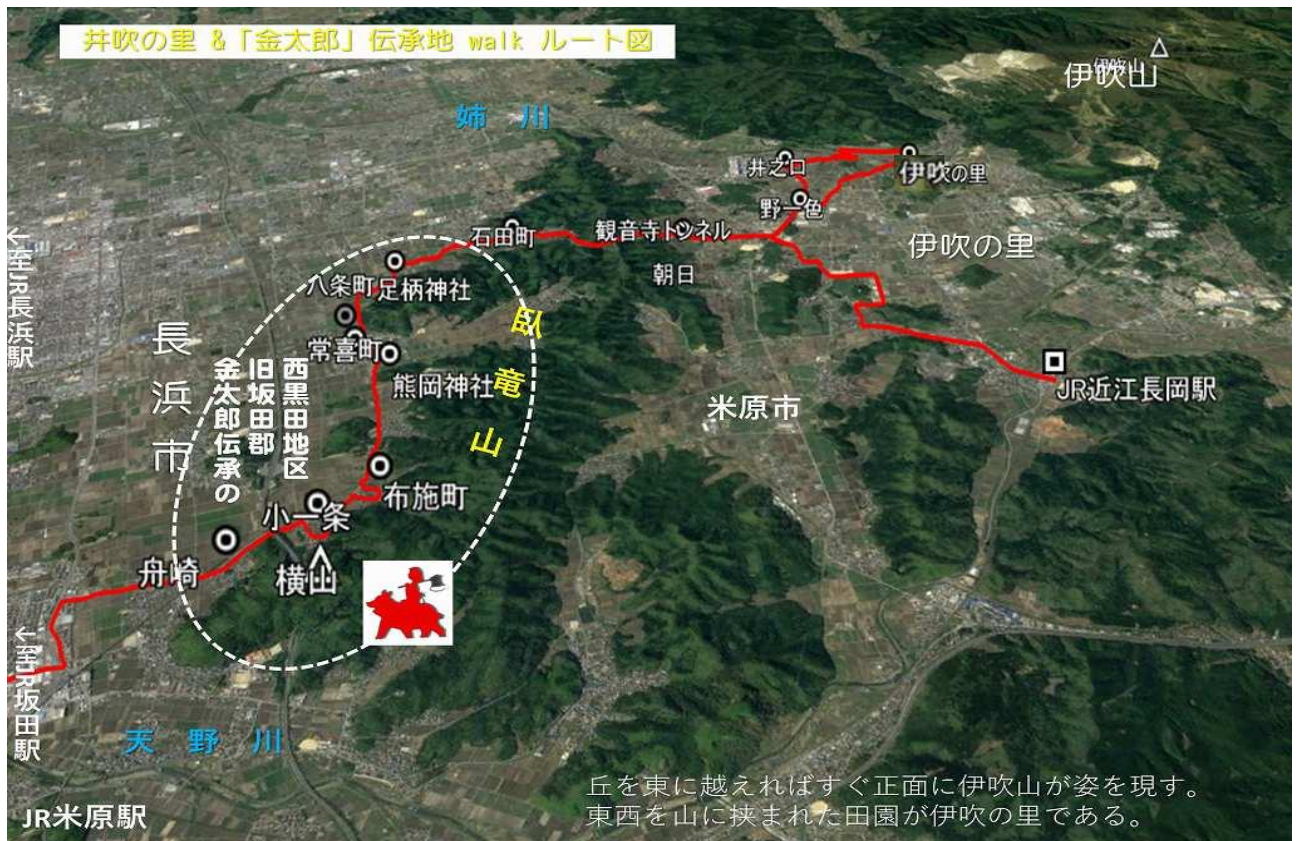 井吹の里 &「金太郎」伝承地 walk ルート図
伊吹山
伊吹山
姉 川
井之口
伊吹の里
野一色
石田町
観音寺トンネル
伊吹の里
朝日
八条町
足柄神社
←至JR長浜駅
長浜市
臥竜山
常喜町
熊岡神社
西黒田地区
旧坂田郡
金太郎伝承の
JR近江長岡駅
米原市
布施町
小一条
舟崎
横山
←至JR坂田駅
天 野 川
丘を東に越えればすぐ正面に伊吹山が姿を現す。
東西を山に挟まれた田園が伊吹の里である。
JR米原駅